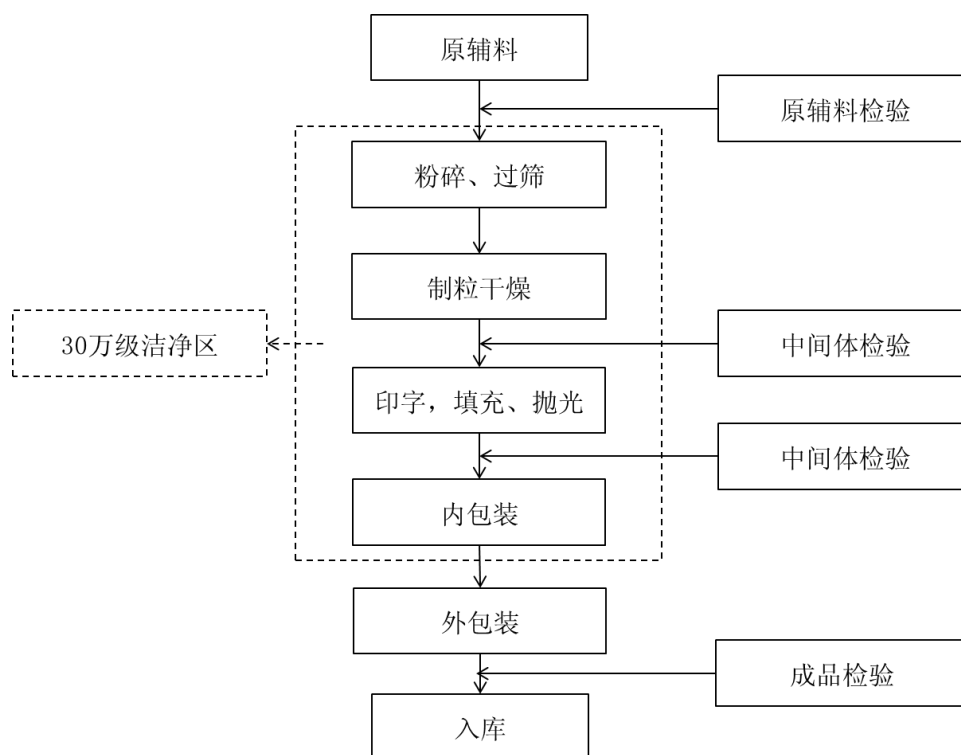 原辅料
原辅料检验
粉碎、过筛
制粒干燥
30万级洁净区
中间体检验
印字，填充、抛光
中间体检验
内包装
外包装
成品检验
入库